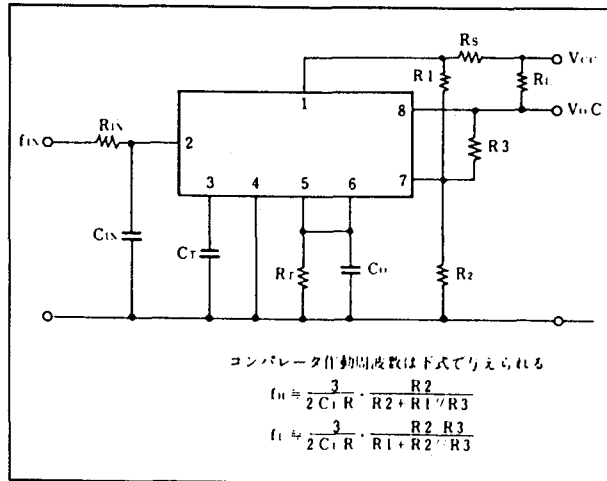 Rs
Vcc
R1
RL
1
8
VoC
fIN
RIN
2
R3
7
3
4
5
6
CIN
CT
RT
Co
R2
コンパレータ作動周波数は下式で与えられる
fH ≒ 3/(2CTR) · R2/(R2 + R1//R3)
fL ≒ 3/(2CTR) · R2//R3/(R1 + R2//R3)